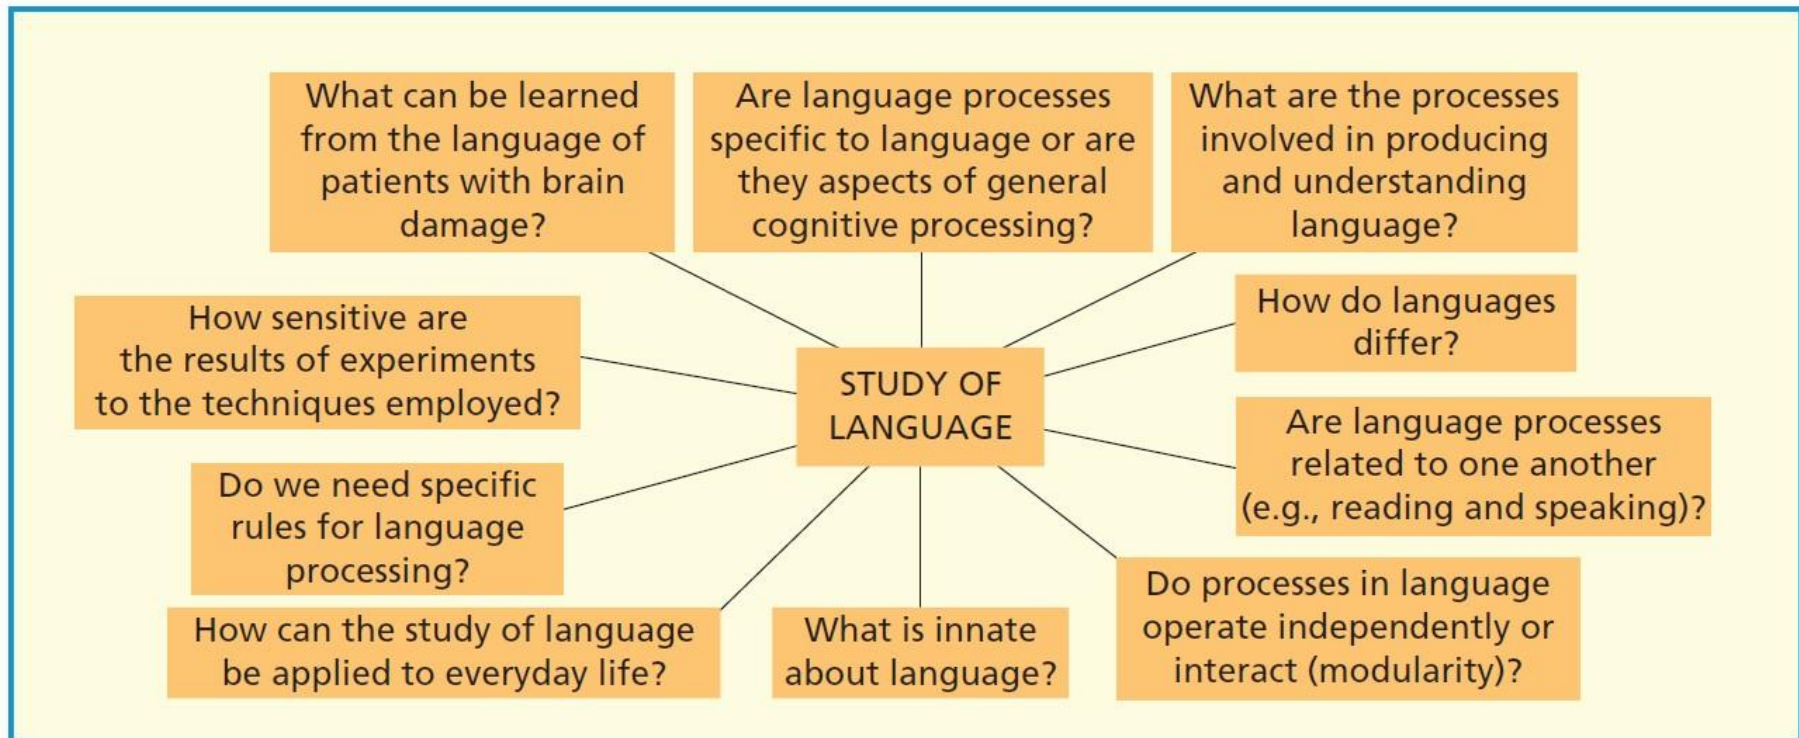 What can be learned
from the language of
patients with brain
damage?
Are language processes
specific to language or are
they aspects of general
cognitive processing?
What are the processes
involved in producing
and understanding
language?
How sensitive are
the results of experiments
to the techniques employed?
STUDY OF
LANGUAGE
How do languages
differ?
Are language processes
related to one another
(e.g., reading and speaking)?
Do we need specific
rules for language
processing?
How can the study of language
be applied to everyday life?
What is innate
about language?
Do processes in language
operate independently or
interact (modularity)?